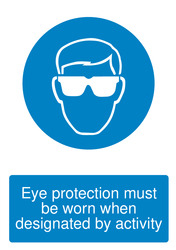 Eye protection must
be worn when
designated by activity